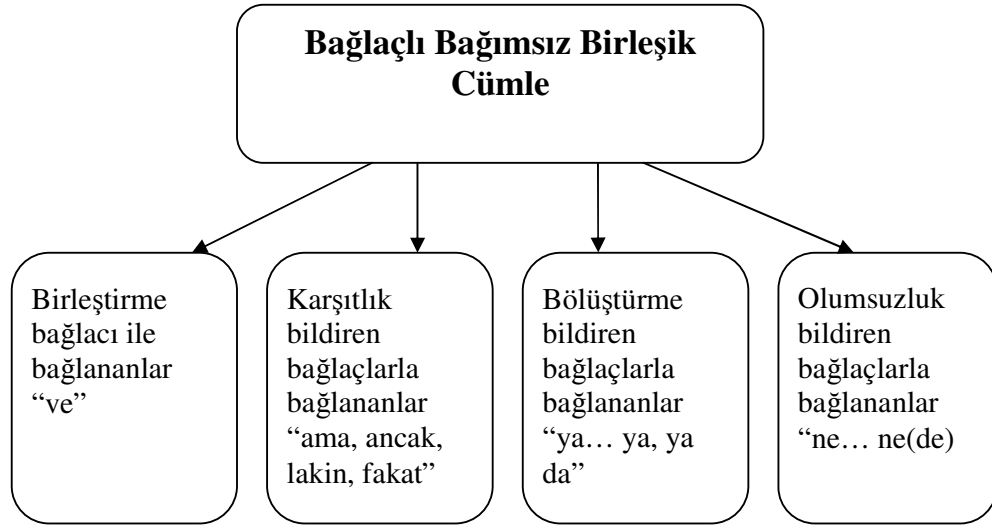 Bağlaçlı Bağımsız Birleşik
Cümle
Birleştirme
bağlacı ile
bağlananlar
“ve”
Karşıtlık
bildiren
bağlaçlarla
bağlananlar
“ama, ancak,
lakin, fakat”
Bölüştürme
bildiren
bağlaçlarla
bağlananlar
“ya… ya, ya
da”
Olumsuzluk
bildiren
bağlaçlarla
bağlananlar
“ne… ne(de)